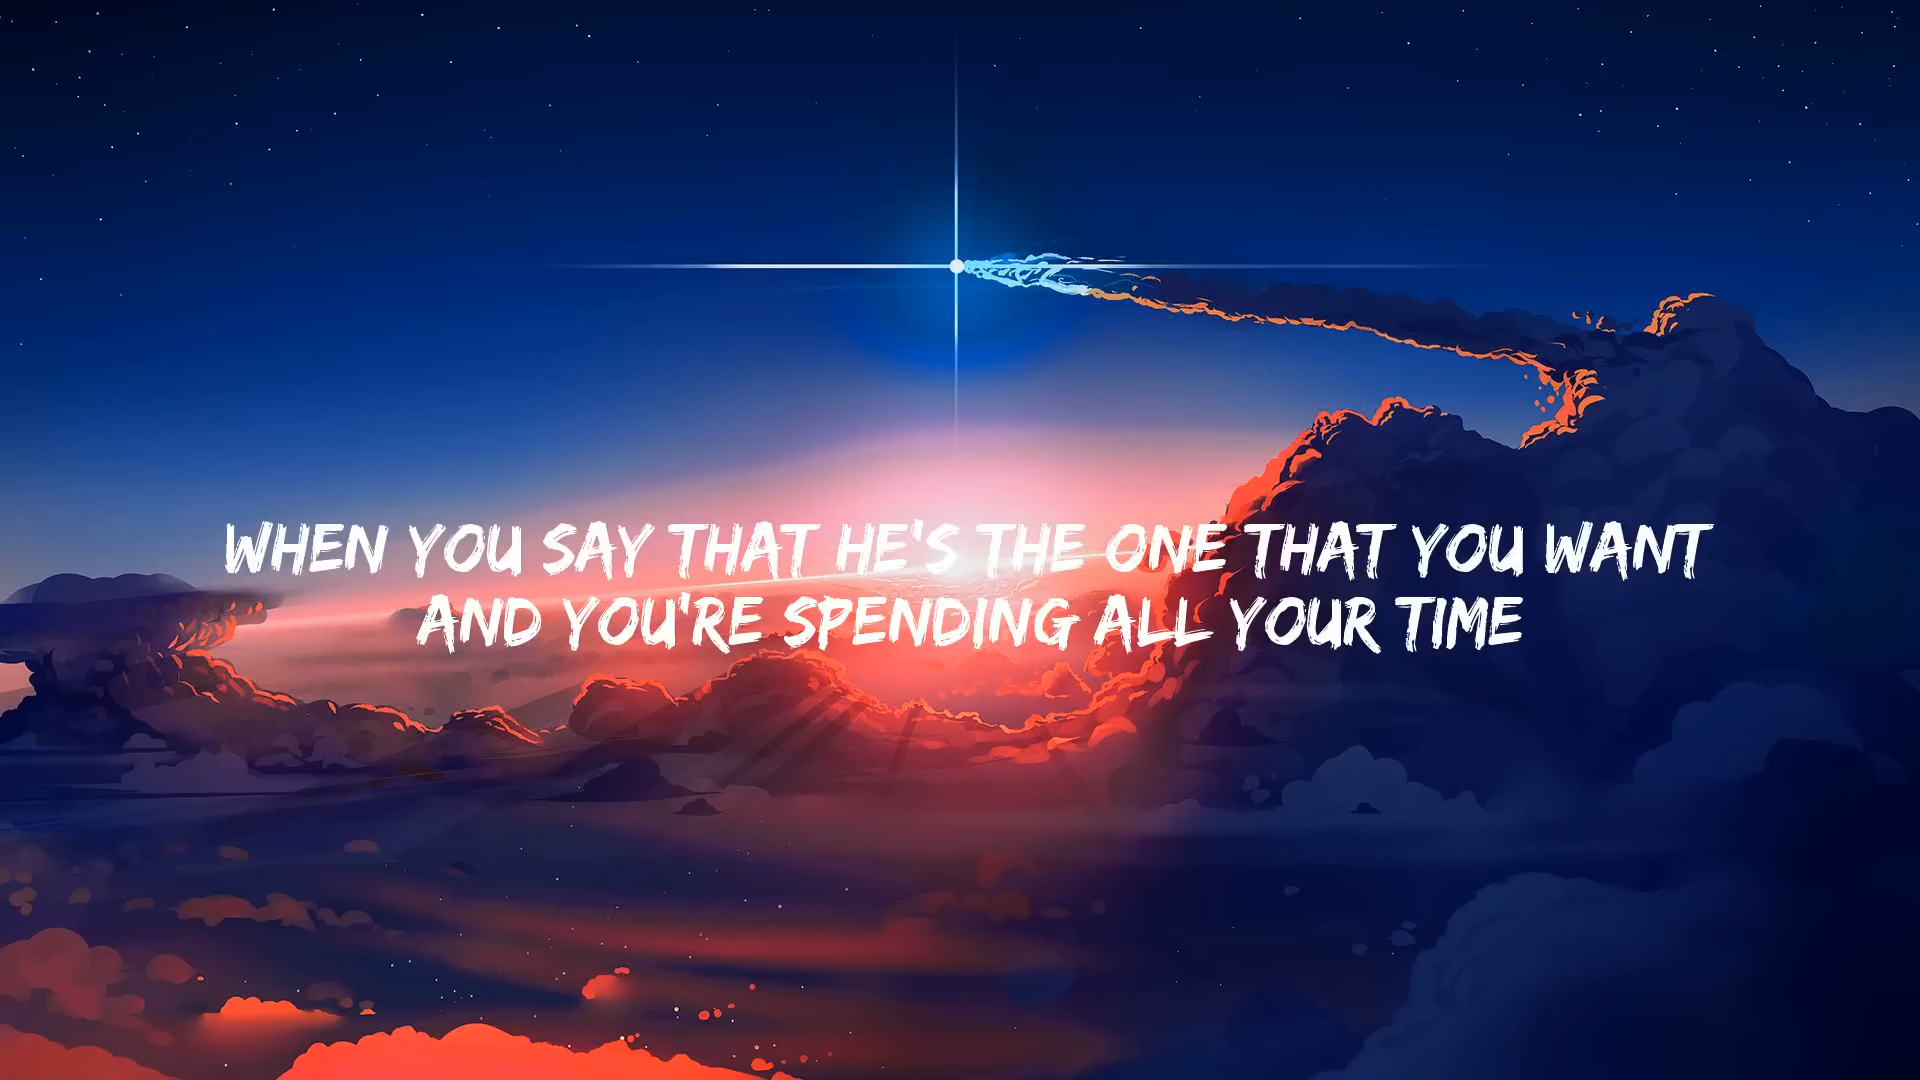 WHEN YOU SAY THAT HE'S THE ONE THAT YOU WANT
AND YOU'RE SPENDING ALL YOUR TIME